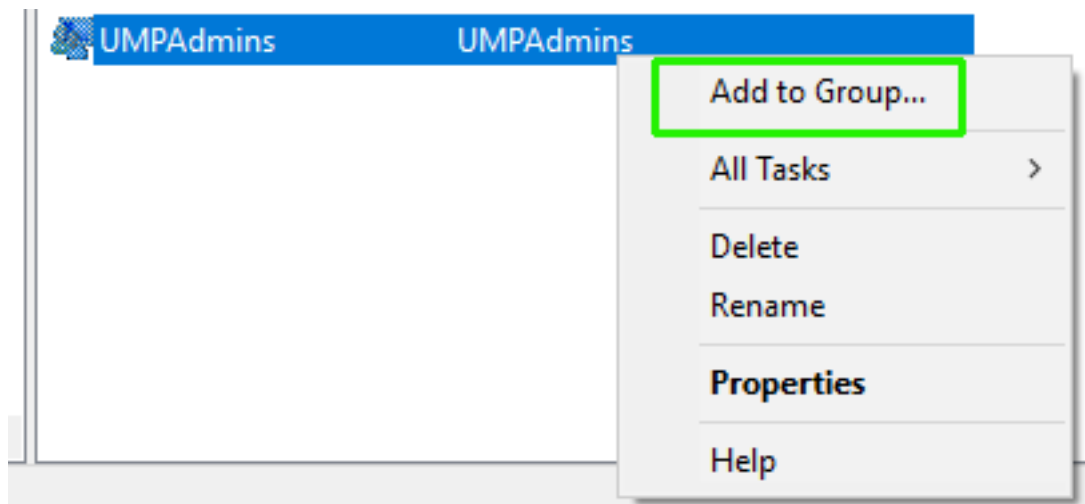 UMPAdmins UMPAdmins
Add to Group...
All Tasks
Delete
Rename
Properties
Help